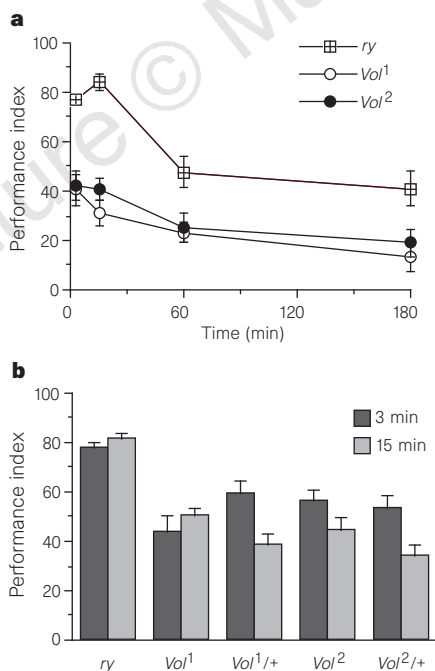 a
Performance index
100
80
60
40
20
0
ry
Vol1
Vol2
0 60 120 180
Time (min)
b
Performance index
100
80
60
40
20
0
3 min
15 min
ry Vol1 Vol1/+ Vol2 Vol2/+